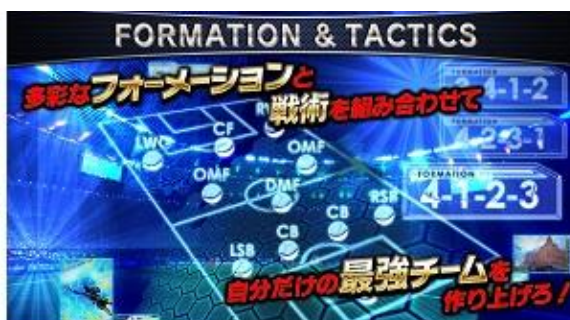 FORMATION & TACTICS
多彩なフォーメーションと
戦術を組み合わせて
FORMATION
4-1-2
FORMATION
2-3-1
FORMATION
4-1-2-3
CF
OMF
OMF
DMF
RSB
CB
CB
LSB
自分だけの最強チームを
作り上げろ!